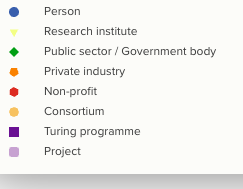 Person
Research institute
Public sector / Government body
Private industry
Non-profit
Consortium
Turing programme
Project